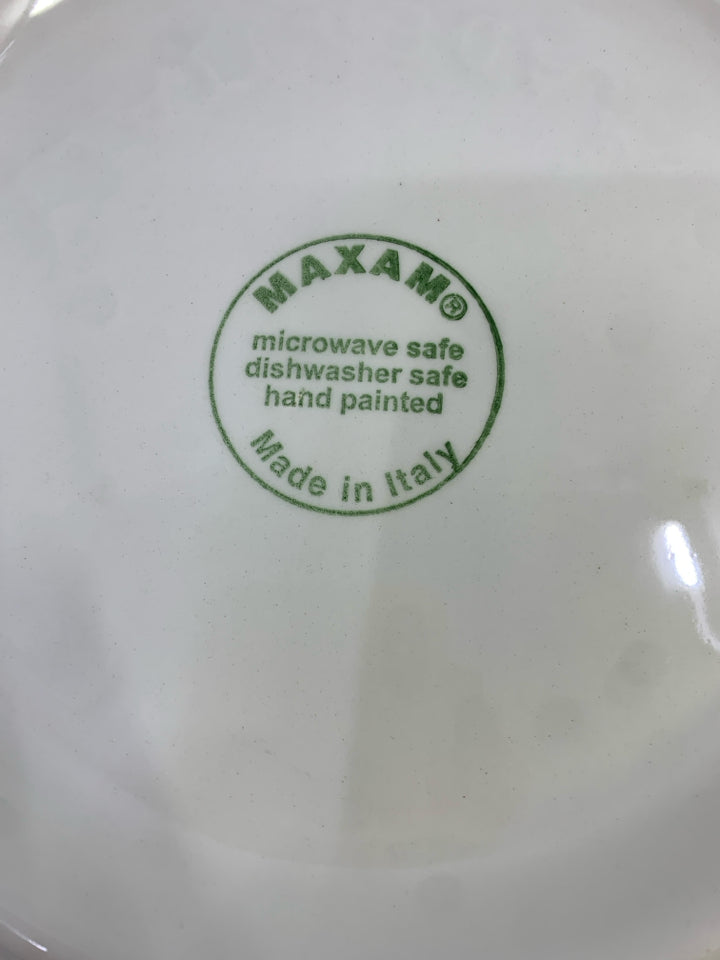 MAXAM®
microwave safe
dishwasher safe
hand painted
Made in Italy